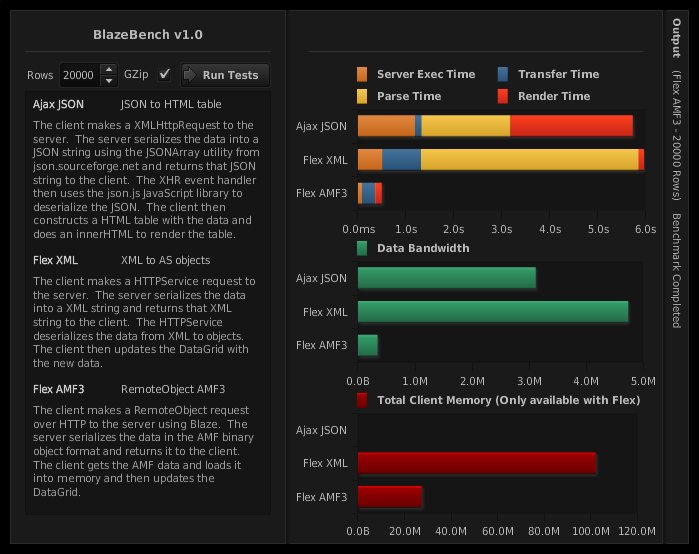 BlazeBench v1.0
Rows 20000 GZip Run Tests
Ajax JSON JSON to HTML table
The client makes a XMLHttpRequest to the
server. The server serializes the data into a
JSON string using the JSONArray utility from
json.sourceforge.net and returns that JSON
string to the client. The XHR event handler
then uses the json.js JavaScript library to
deserialize the JSON. The client then
constructs a HTML table with the data and
does an innerHTML to render the table.
Flex XML XML to AS objects
The client makes a HTTPService request to
the server. The server serializes the data
into a XML string and returns that XML
string to the client. The HTTPService
deserializes the data from XML to objects.
The client then updates the DataGrid with
the new data.
Flex AMF3 RemoteObject AMF3
The client makes a RemoteObject request
over HTTP to the server using Blaze. The
server serializes the data in the AMF binary
object format and returns it to the client.
The client gets the AMF data and loads it
into memory and then updates the
DataGrid.
Server Exec Time Transfer Time
Parse Time Render Time
Ajax JSON
Flex XML
Flex AMF3
0.0ms 1.0s 2.0s 3.0s 4.0s 5.0s 6.0s
Data Bandwidth
Ajax JSON
Flex XML
Flex AMF3
0.0B 1.0M 2.0M 3.0M 4.0M 5.0M
Total Client Memory (Only available with Flex)
Ajax JSON
Flex XML
Flex AMF3
0.0B 20.0M 40.0M 60.0M 80.0M 100.0M 120.0M
Output (Flex AMF3 - 20000 Rows) Benchmark Completed